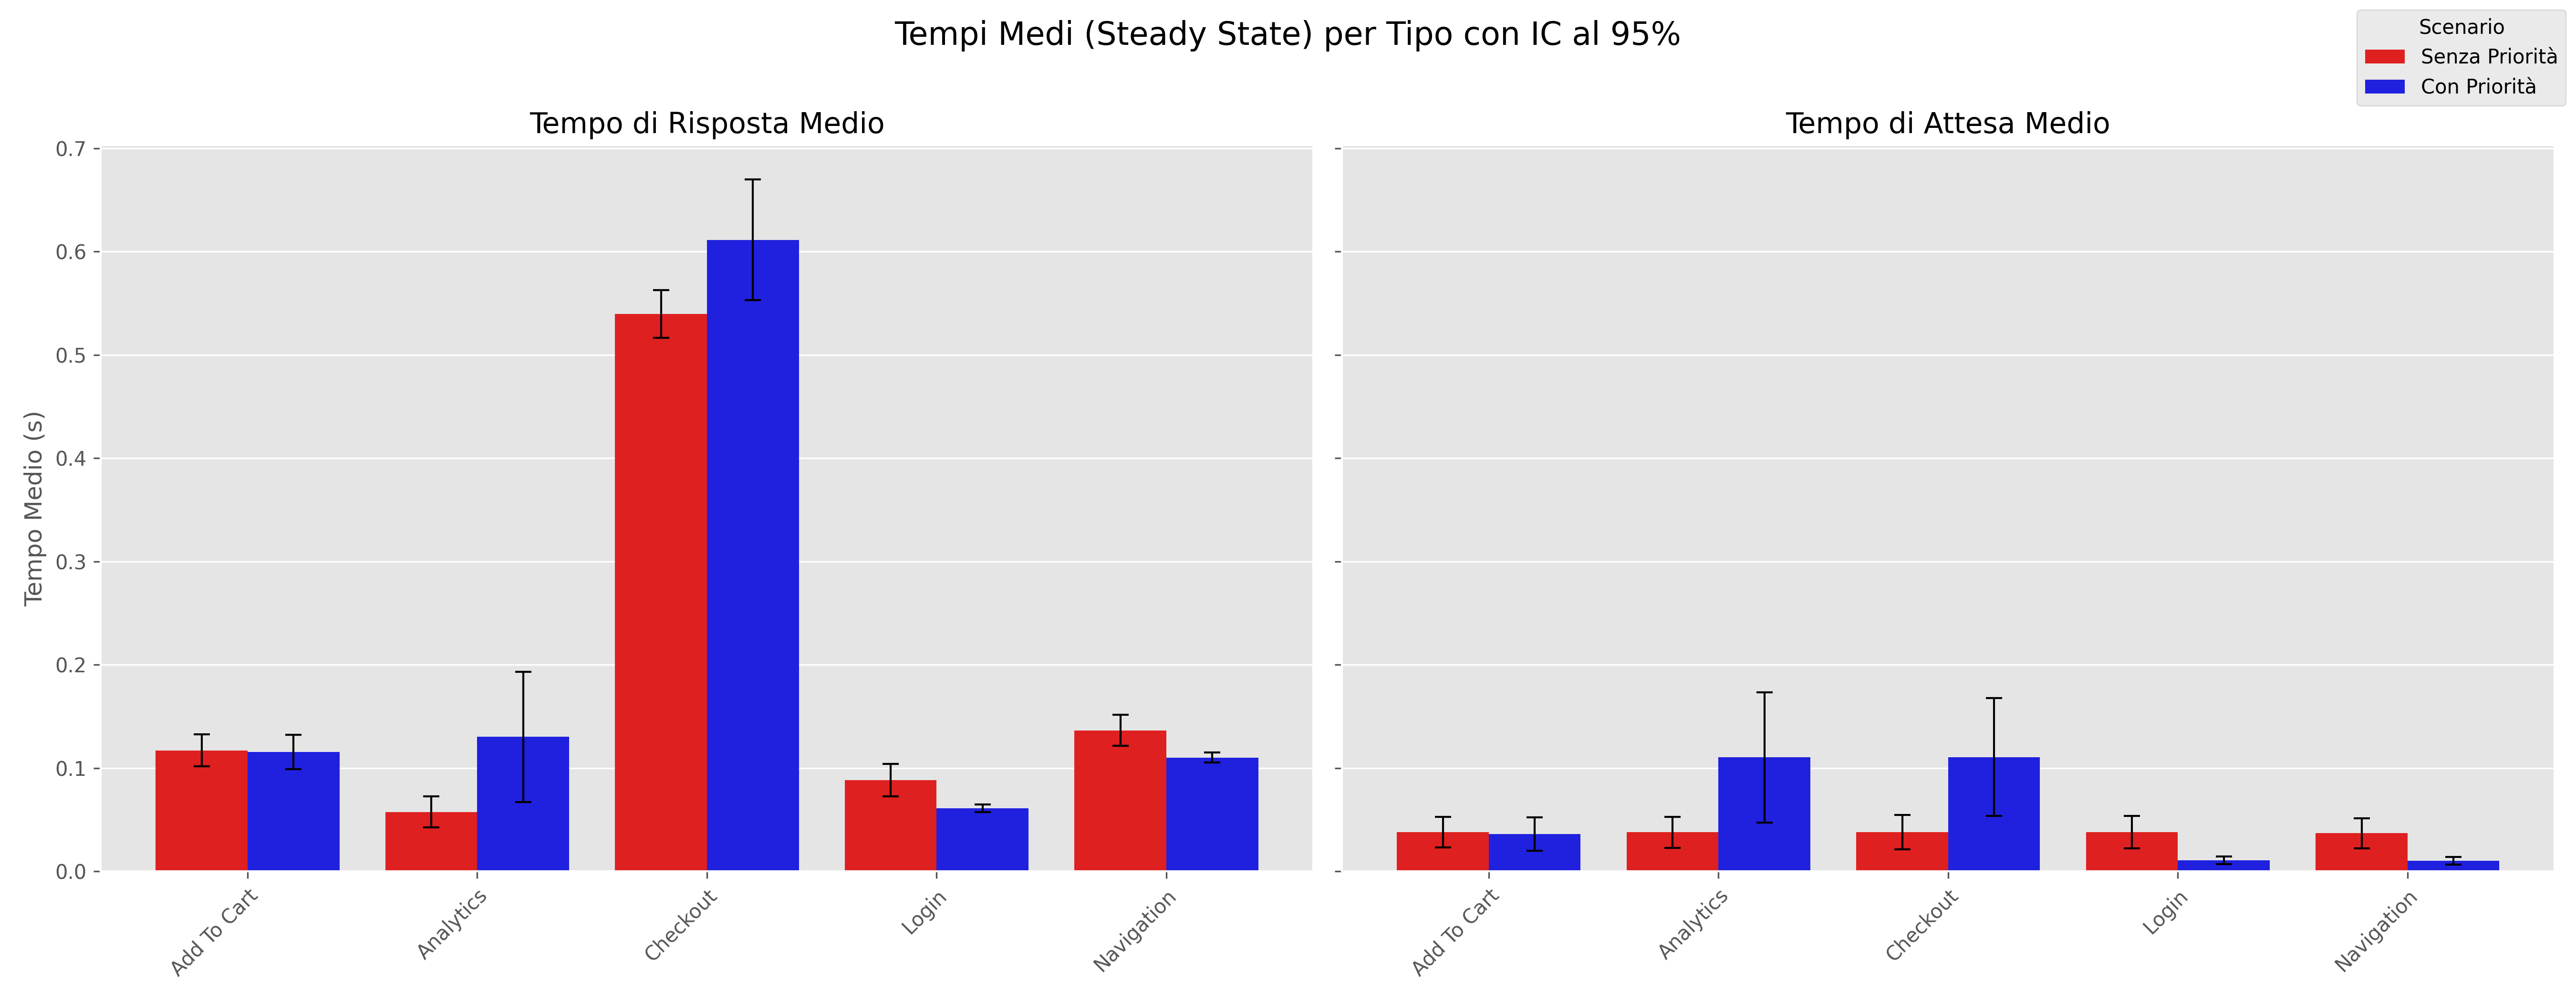 Tempi Medi (Steady State) per Tipo con IC al 95%
Scenario
Senza Priorità
Con Priorità
Tempo di Risposta Medio
Tempo Medio (s)
0.7
0.6
0.5
0.4
0.3
0.2
0.1
0.0
Add To Cart
Analytics
Checkout
Login
Navigation
Tempo di Attesa Medio
Add To Cart
Analytics
Checkout
Login
Navigation